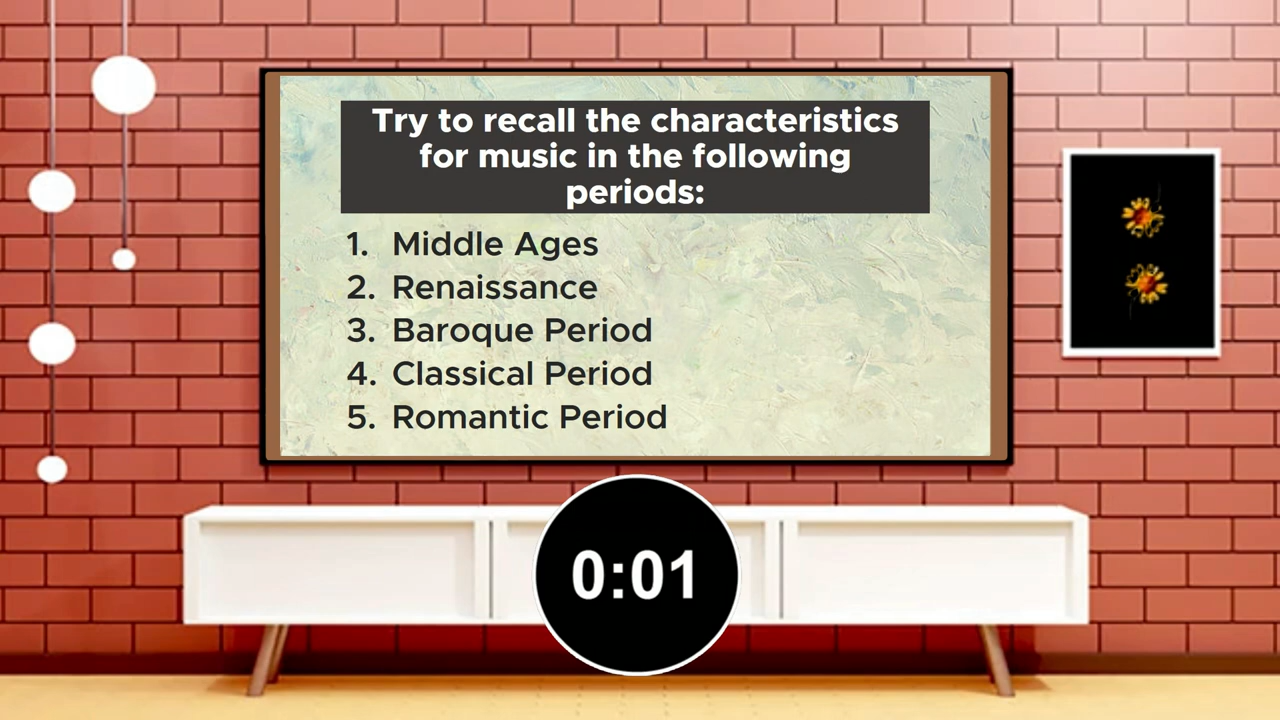 Try to recall the characteristics
for music in the following
periods:
1. Middle Ages
2. Renaissance
3. Baroque Period
4. Classical Period
5. Romantic Period
0:01